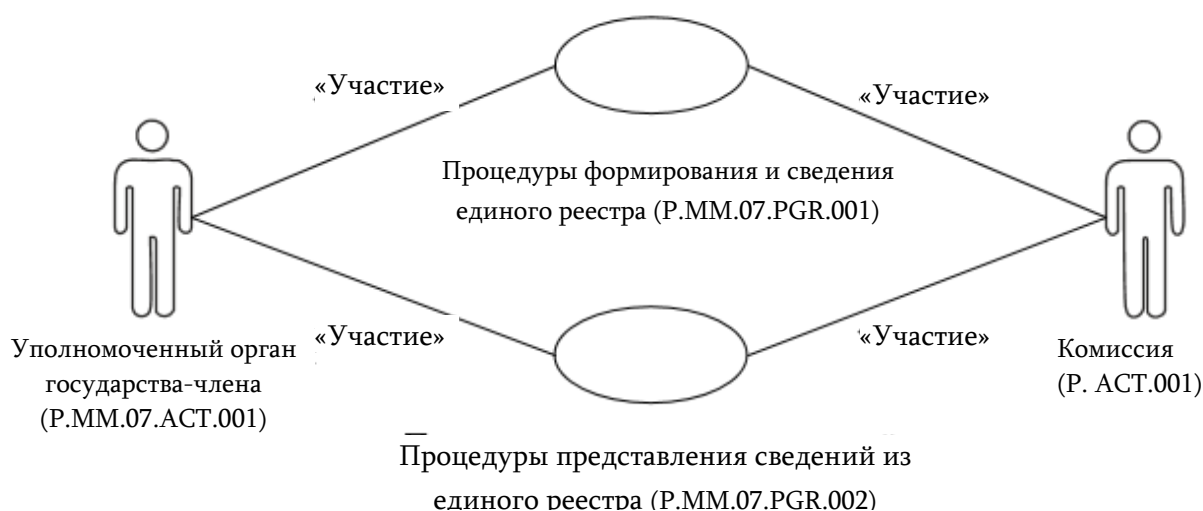 «Участие»
«Участие»
Процедуры формирования и сведения
единого реестра (P.MM.07.PGR.001)
«Участие»
«Участие»
Уполномоченный орган
государства-члена
(P.MM.07.ACT.001)
Комиссия
(P. ACT.001)
Процедуры представления сведений из
единого реестра (P.MM.07.PGR.002)